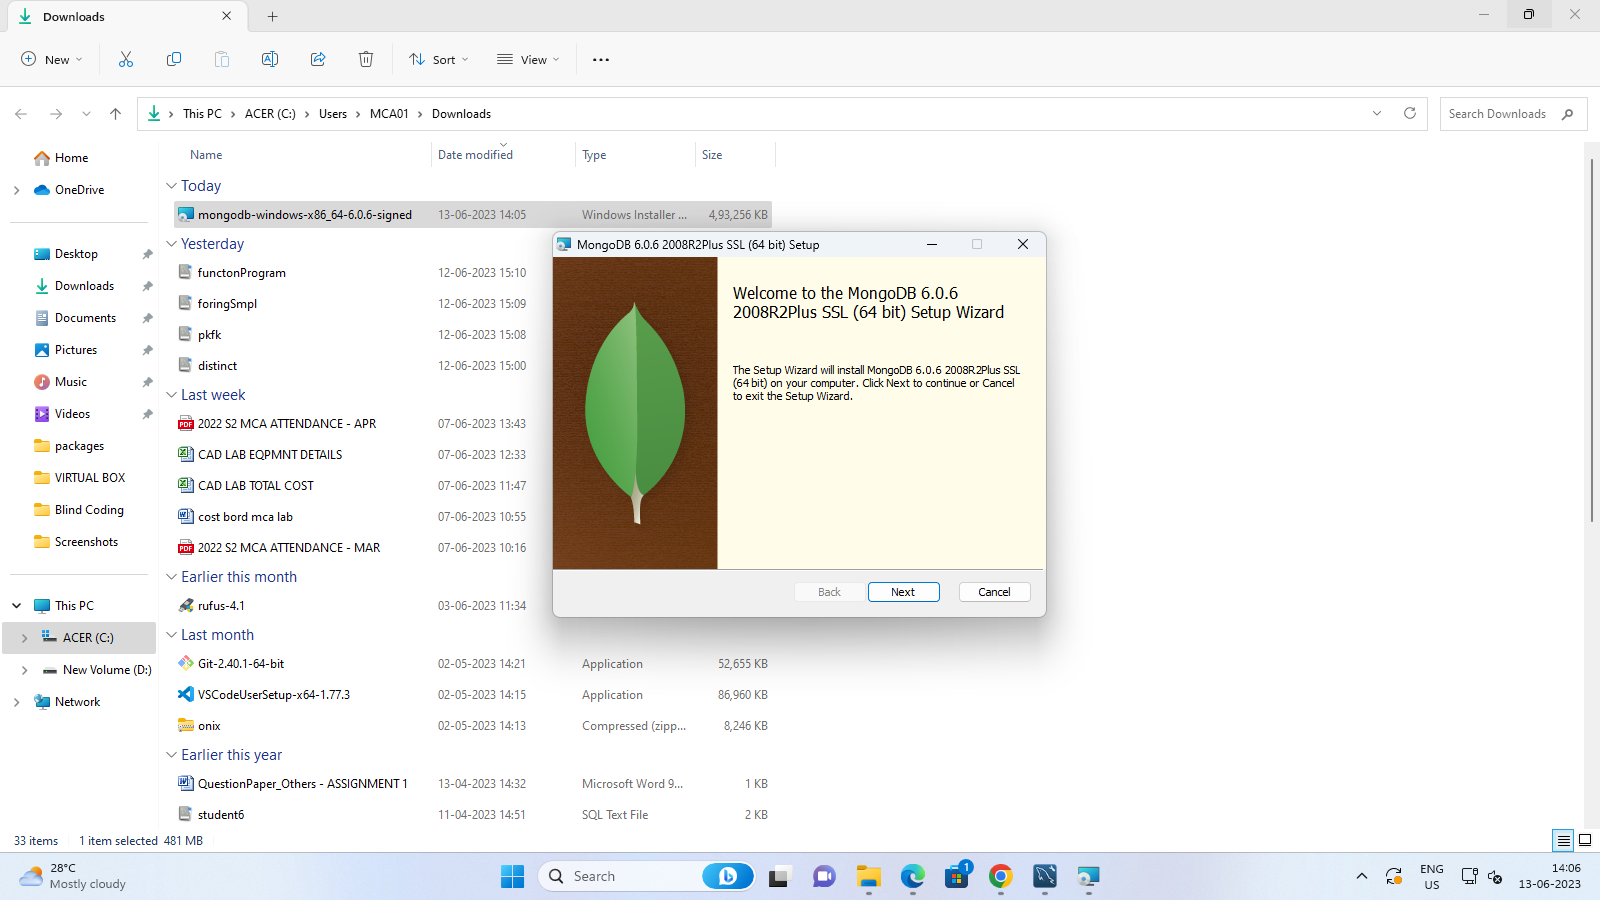 Downloads
New
Sort
View
This PC
ACER (C:)
Users
MCA01
Downloads
Search Downloads
Name
Date modified
Type
Size
Home
OneDrive
Desktop
Downloads
Documents
Pictures
Music
Videos
packages
VIRTUAL BOX
Blind Coding
Screenshots
This PC
ACER (C:)
New Volume (D:)
Network
Today
mongodb-windows-x86_64-6.0.6-signed 13-06-2023 14:05 Windows Installer ... 4,93,256 KB
Yesterday
functonProgram 12-06-2023 15:10
foringSmpl 12-06-2023 15:09
pkfk 12-06-2023 15:08
distinct 12-06-2023 15:00
Last week
2022 S2 MCA ATTENDANCE - APR 07-06-2023 13:43
CAD LAB EQPMNT DETAILS 07-06-2023 12:33
CAD LAB TOTAL COST 07-06-2023 11:47
cost bord mca lab 07-06-2023 10:55
2022 S2 MCA ATTENDANCE - MAR 07-06-2023 10:16
Earlier this month
rufus-4.1 03-06-2023 11:34
Last month
Git-2.40.1-64-bit 02-05-2023 14:21 Application 52,655 KB
VSCodeUserSetup-x64-1.77.3 02-05-2023 14:15 Application 86,960 KB
onix 02-05-2023 14:13 Compressed (zipp... 8,246 KB
Earlier this year
QuestionPaper_Others - ASSIGNMENT 1 13-04-2023 14:32 Microsoft Word 9... 1 KB
student6 11-04-2023 14:51 SQL Text File 2 KB
MongoDB 6.0.6 2008R2Plus SSL (64 bit) Setup
Welcome to the MongoDB 6.0.6
2008R2Plus SSL (64 bit) Setup Wizard
The Setup Wizard will install MongoDB 6.0.6 2008R2Plus SSL
(64 bit) on your computer. Click Next to continue or Cancel
to exit the Setup Wizard.
Back
Next
Cancel
33 items
1 item selected 481 MB
28°C
Mostly cloudy
Search
1
ENG
US
14:06
13-06-2023